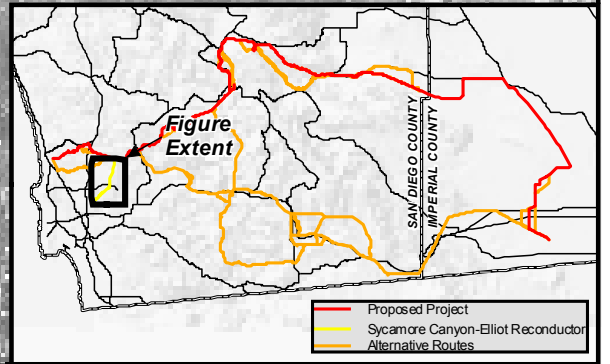 Figure
Extent
SAN DIEGO COUNTY
IMPERIAL COUNTY
Proposed Project
Sycamore Canyon-Elliot Reconductor
Alternative Routes